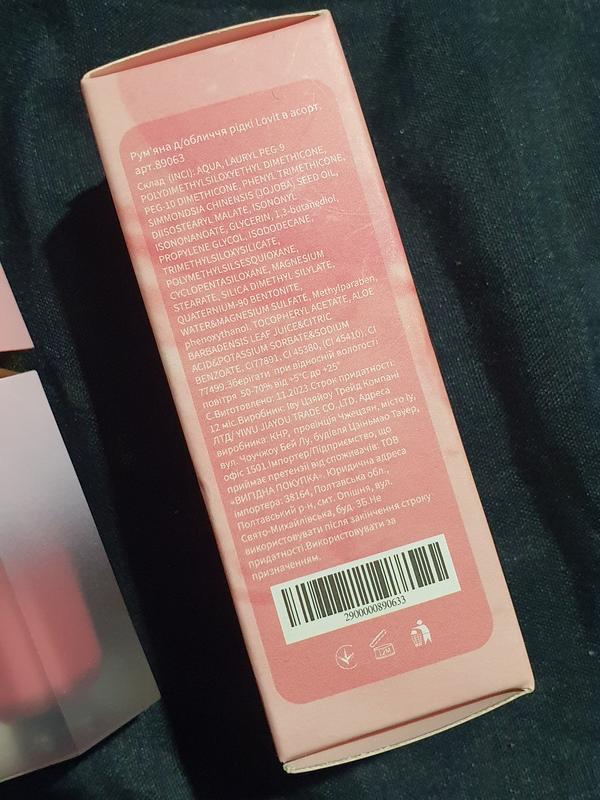 Рум'яна д/обличчя рідкі Lovit в асорт.
арт.89063
Склад (INCI): AQUA, LAURYL PEG-9
POLYDIMETHYLSILOXYETHYL DIMETHICONE,
PEG-10 DIMETHICONE, PHENYL TRIMETHICONE,
SIMMONDSIA CHINENSIS [JOJOBA] SEED OIL,
DIISOSTEARYL MALATE, ISONONYL
ISONONANOATE, GLYCERIN, 1,3-butanediol,
PROPYLENE GLYCOL, ISODODECANE,
TRIMETHYLSILOXYSILICATE,
POLYMETHYLSILSESQUIOXANE,
CYCLOPENTASILOXANE, MAGNESIUM
STEARATE, SILICA DIMETHYL SILYLATE,
QUATERNIUM-90 BENTONITE,
WATER&MAGNESIUM SULFATE, Methylparaben,
phenoxythanol, TOCOPHERYL ACETATE, ALOE
BARBADENSIS LEAF JUICE&CITRIC
ACID&POTASSIUM SORBATE&SODIUM
BENZOATE, CI77891, CI 45380, (CI 45410), CI
77499.Зберігати при відносній вологості
повітря 50-70% від +5°C до +25°
С.Виготовлено: 11.2023 Строк придатності:
12 міс.Виробник: Іву Цзяйоу Трейд Компані
ЛТД/ YIWU JIAYOU TRADE CO .,LTD. Адреса
виробника: КНР, провінція Чжецзян, місто Іу,
вул. Чоучжоу Бей Лу, будівля Цаіньмао Тауер,
офіс 1501.Імпортер/Підприємство, що
приймає претензії від споживачів: ТОВ
«ВИГІДНА ПОКУПКА». Юридична адреса
імпортера: 38164, Полтавська обл.,
Полтавський р-н, смт. Опішня, вул.
Свято-Михайлівська, буд. 3Б.Не
використовувати після закінчення строку
придатності.Використовувати за
призначенням.
2900000890633
12M